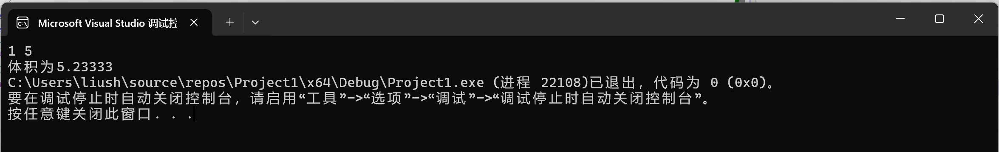 Microsoft Visual Studio 调试控
1 5
体积为5.23333
C:\Users\liush\source\repos\Project1\x64\Debug\Project1.exe (进程 22108)已退出，代码为 0 (0x0)。
要在调试停止时自动关闭控制台，请启用“工具”->“选项”->“调试”->“调试停止时自动关闭控制台”。
按任意键关闭此窗口. . .